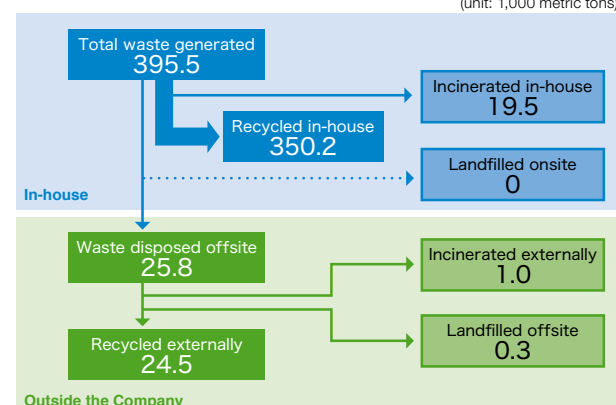 (unit: 1,000 metric tons)
Total waste generated
395.5
Incinerated in-house
19.5
Recycled in-house
350.2
Landfilled onsite
0
In-house
Waste disposed offsite
25.8
Incinerated externally
1.0
Recycled externally
24.5
Landfilled offsite
0.3
Outside the Company